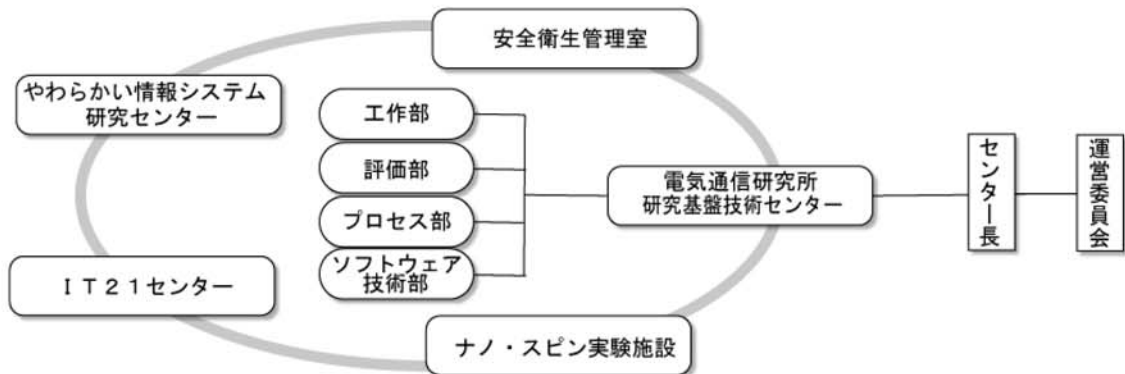 安全衛生管理室
やわらかい情報システム
研究センター
工作部
評価部
プロセス部
ソフトウェア
技術部
電気通信研究所
研究基盤技術センター
センター長
運営委員会
ＩＴ２１センター
ナノ・スピン実験施設